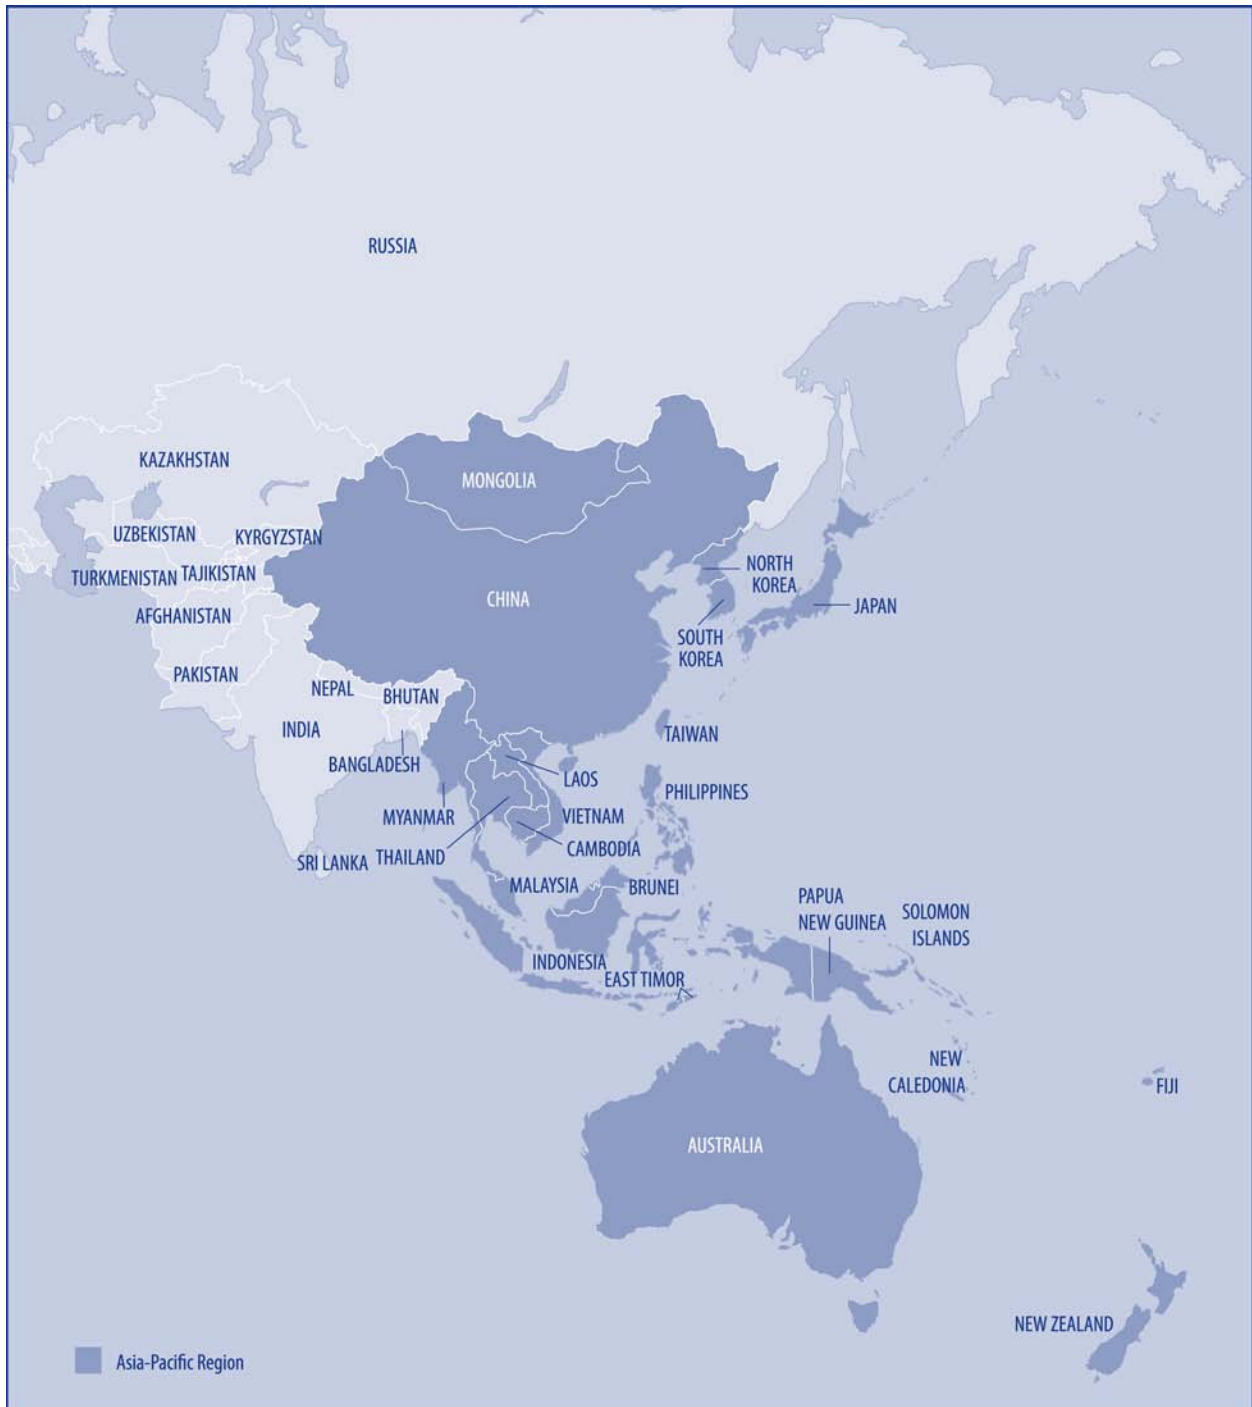 RUSSIA
KAZAKHSTAN
MONGOLIA
UZBEKISTAN
KYRGYZSTAN
TURKMENISTAN
TAJIKISTAN
NORTH
KOREA
CHINA
JAPAN
AFGHANISTAN
SOUTH
KOREA
PAKISTAN
NEPAL
BHUTAN
INDIA
TAIWAN
BANGLADESH
LAOS
PHILIPPINES
MYANMAR
VIETNAM
CAMBODIA
THAILAND
SRI LANKA
MALAYSIA
BRUNEI
PAPUA
NEW GUINEA
SOLOMON
ISLANDS
INDONESIA
EAST TIMOR
NEW
CALEDONIA
FIJI
AUSTRALIA
NEW ZEALAND
Asia-Pacific Region